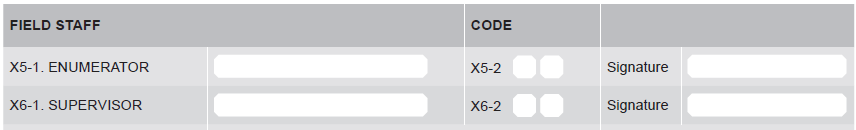 FIELD STAFF CODE
X5-1. ENUMERATOR X5-2 Signature
X6-1. SUPERVISOR X6-2 Signature